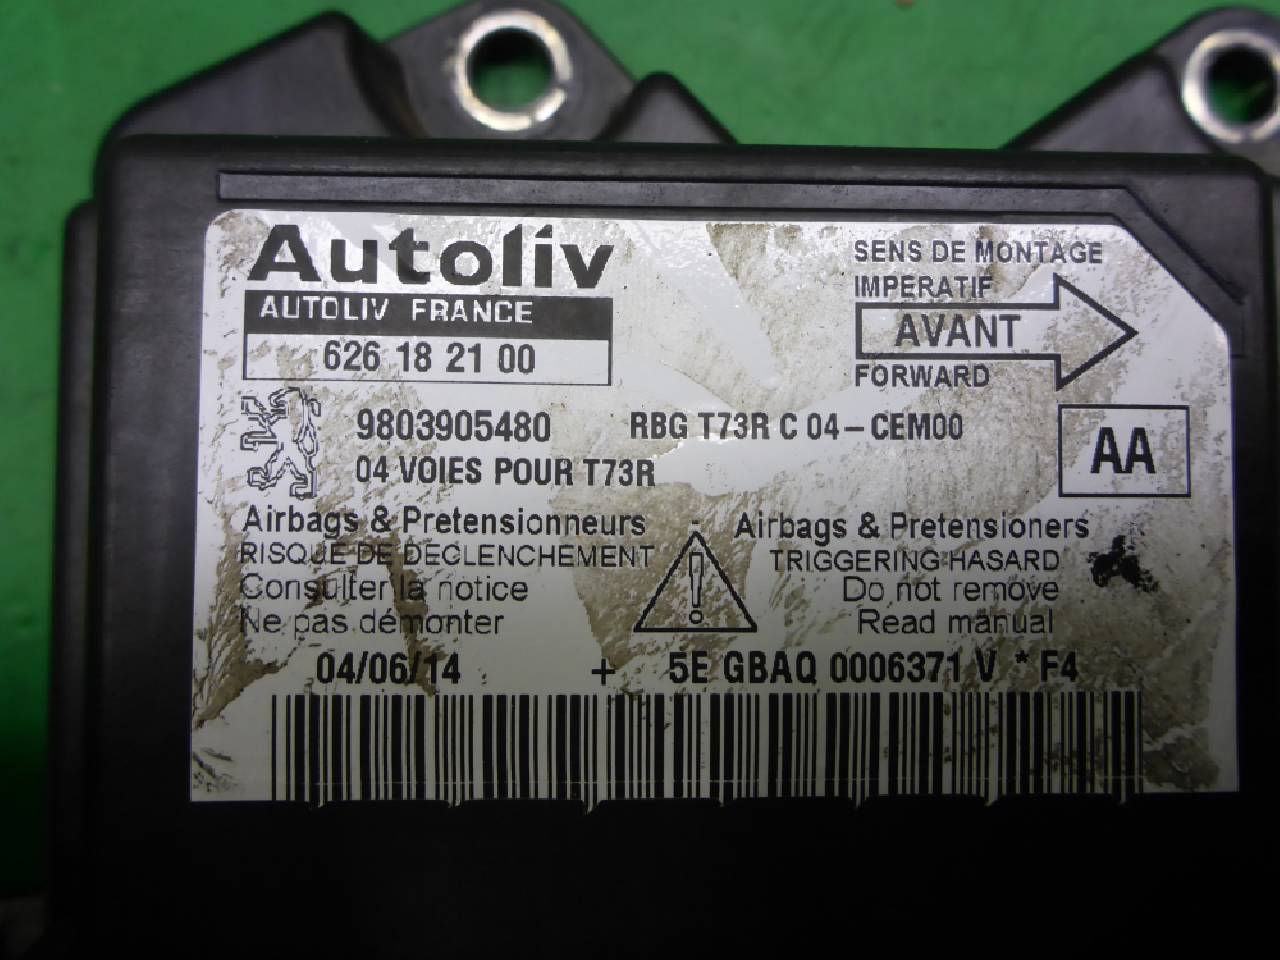 Autoliv
AUTOLIV FRANCE
626 18 21 00
SENS DE MONTAGE
IMPERATIF
AVANT
FORWARD
9803905480 RBG T73R C 04-CEM00
04 VOIES POUR T73R
AA
Airbags & Pretensionneurs - Airbags & Pretensioners
RISQUE DE DECLENCHEMENT TRIGGERING HASARD
Consulter la notice Do not remove
Ne pas démonter Read manual
04/06/14 + 5E GBAQ 0006371 V * F4